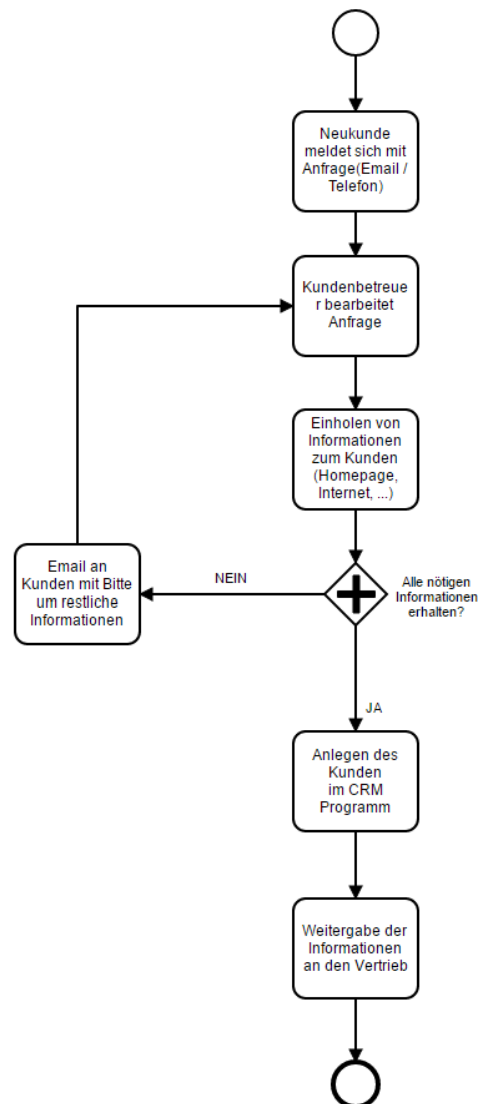 Neukunde
meldet sich mit
Anfrage(Email /
Telefon)
Kundenbetreue
r bearbeitet
Anfrage
Einholen von
Informationen
zum Kunden
(Homepage,
Internet, ...)
Email an
Kunden mit Bitte
um restliche
Informationen
NEIN
Alle nötigen
Informationen
erhalten?
JA
Anlegen des
Kunden
im CRM
Programm
Weitergabe der
Informationen
an den Vertrieb